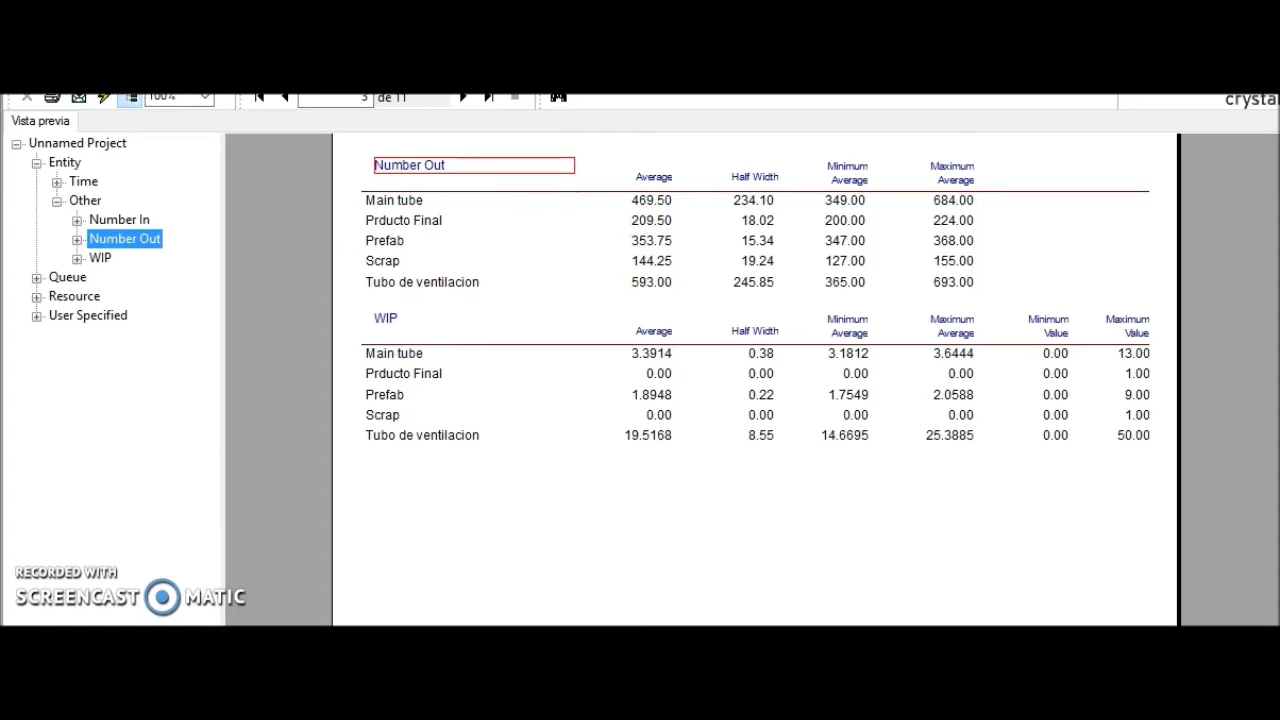 100% 3 de 11
crysta
Vista previa
Unnamed Project
Entity
Time
Other
Number In
Number Out
WIP
Queue
Resource
User Specified
Number Out Average Half Width Minimum Average Maximum Average
Main tube 469.50 234.10 349.00 684.00
Prducto Final 209.50 18.02 200.00 224.00
Prefab 353.75 15.34 347.00 368.00
Scrap 144.25 19.24 127.00 155.00
Tubo de ventilacion 593.00 245.85 365.00 693.00
WIP Average Half Width Minimum Average Maximum Average Minimum Value Maximum Value
Main tube 3.3914 0.38 3.1812 3.6444 0.00 13.00
Prducto Final 0.00 0.00 0.00 0.00 0.00 1.00
Prefab 1.8948 0.22 1.7549 2.0588 0.00 9.00
Scrap 0.00 0.00 0.00 0.00 0.00 1.00
Tubo de ventilacion 19.5168 8.55 14.6695 25.3885 0.00 50.00
RECORDED WITH
SCREENCAST MATIC